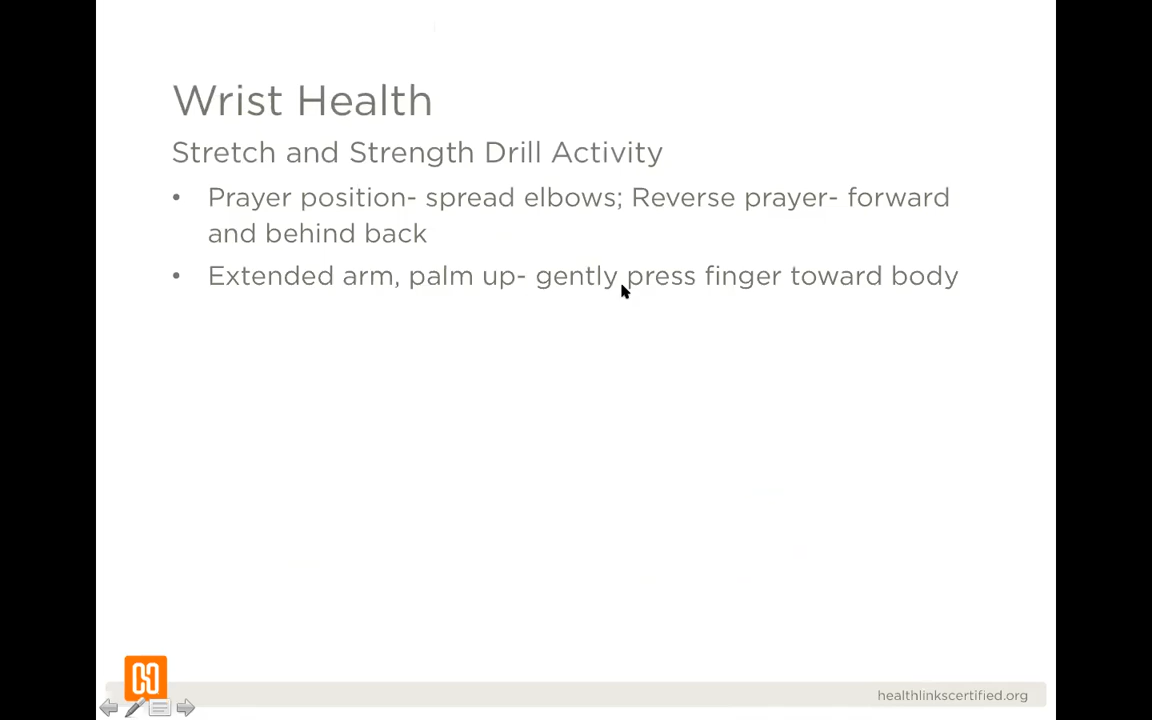 Wrist Health
Stretch and Strength Drill Activity
• Prayer position- spread elbows; Reverse prayer- forward
and behind back
• Extended arm, palm up- gently press finger toward body
healthlinkscertified.org